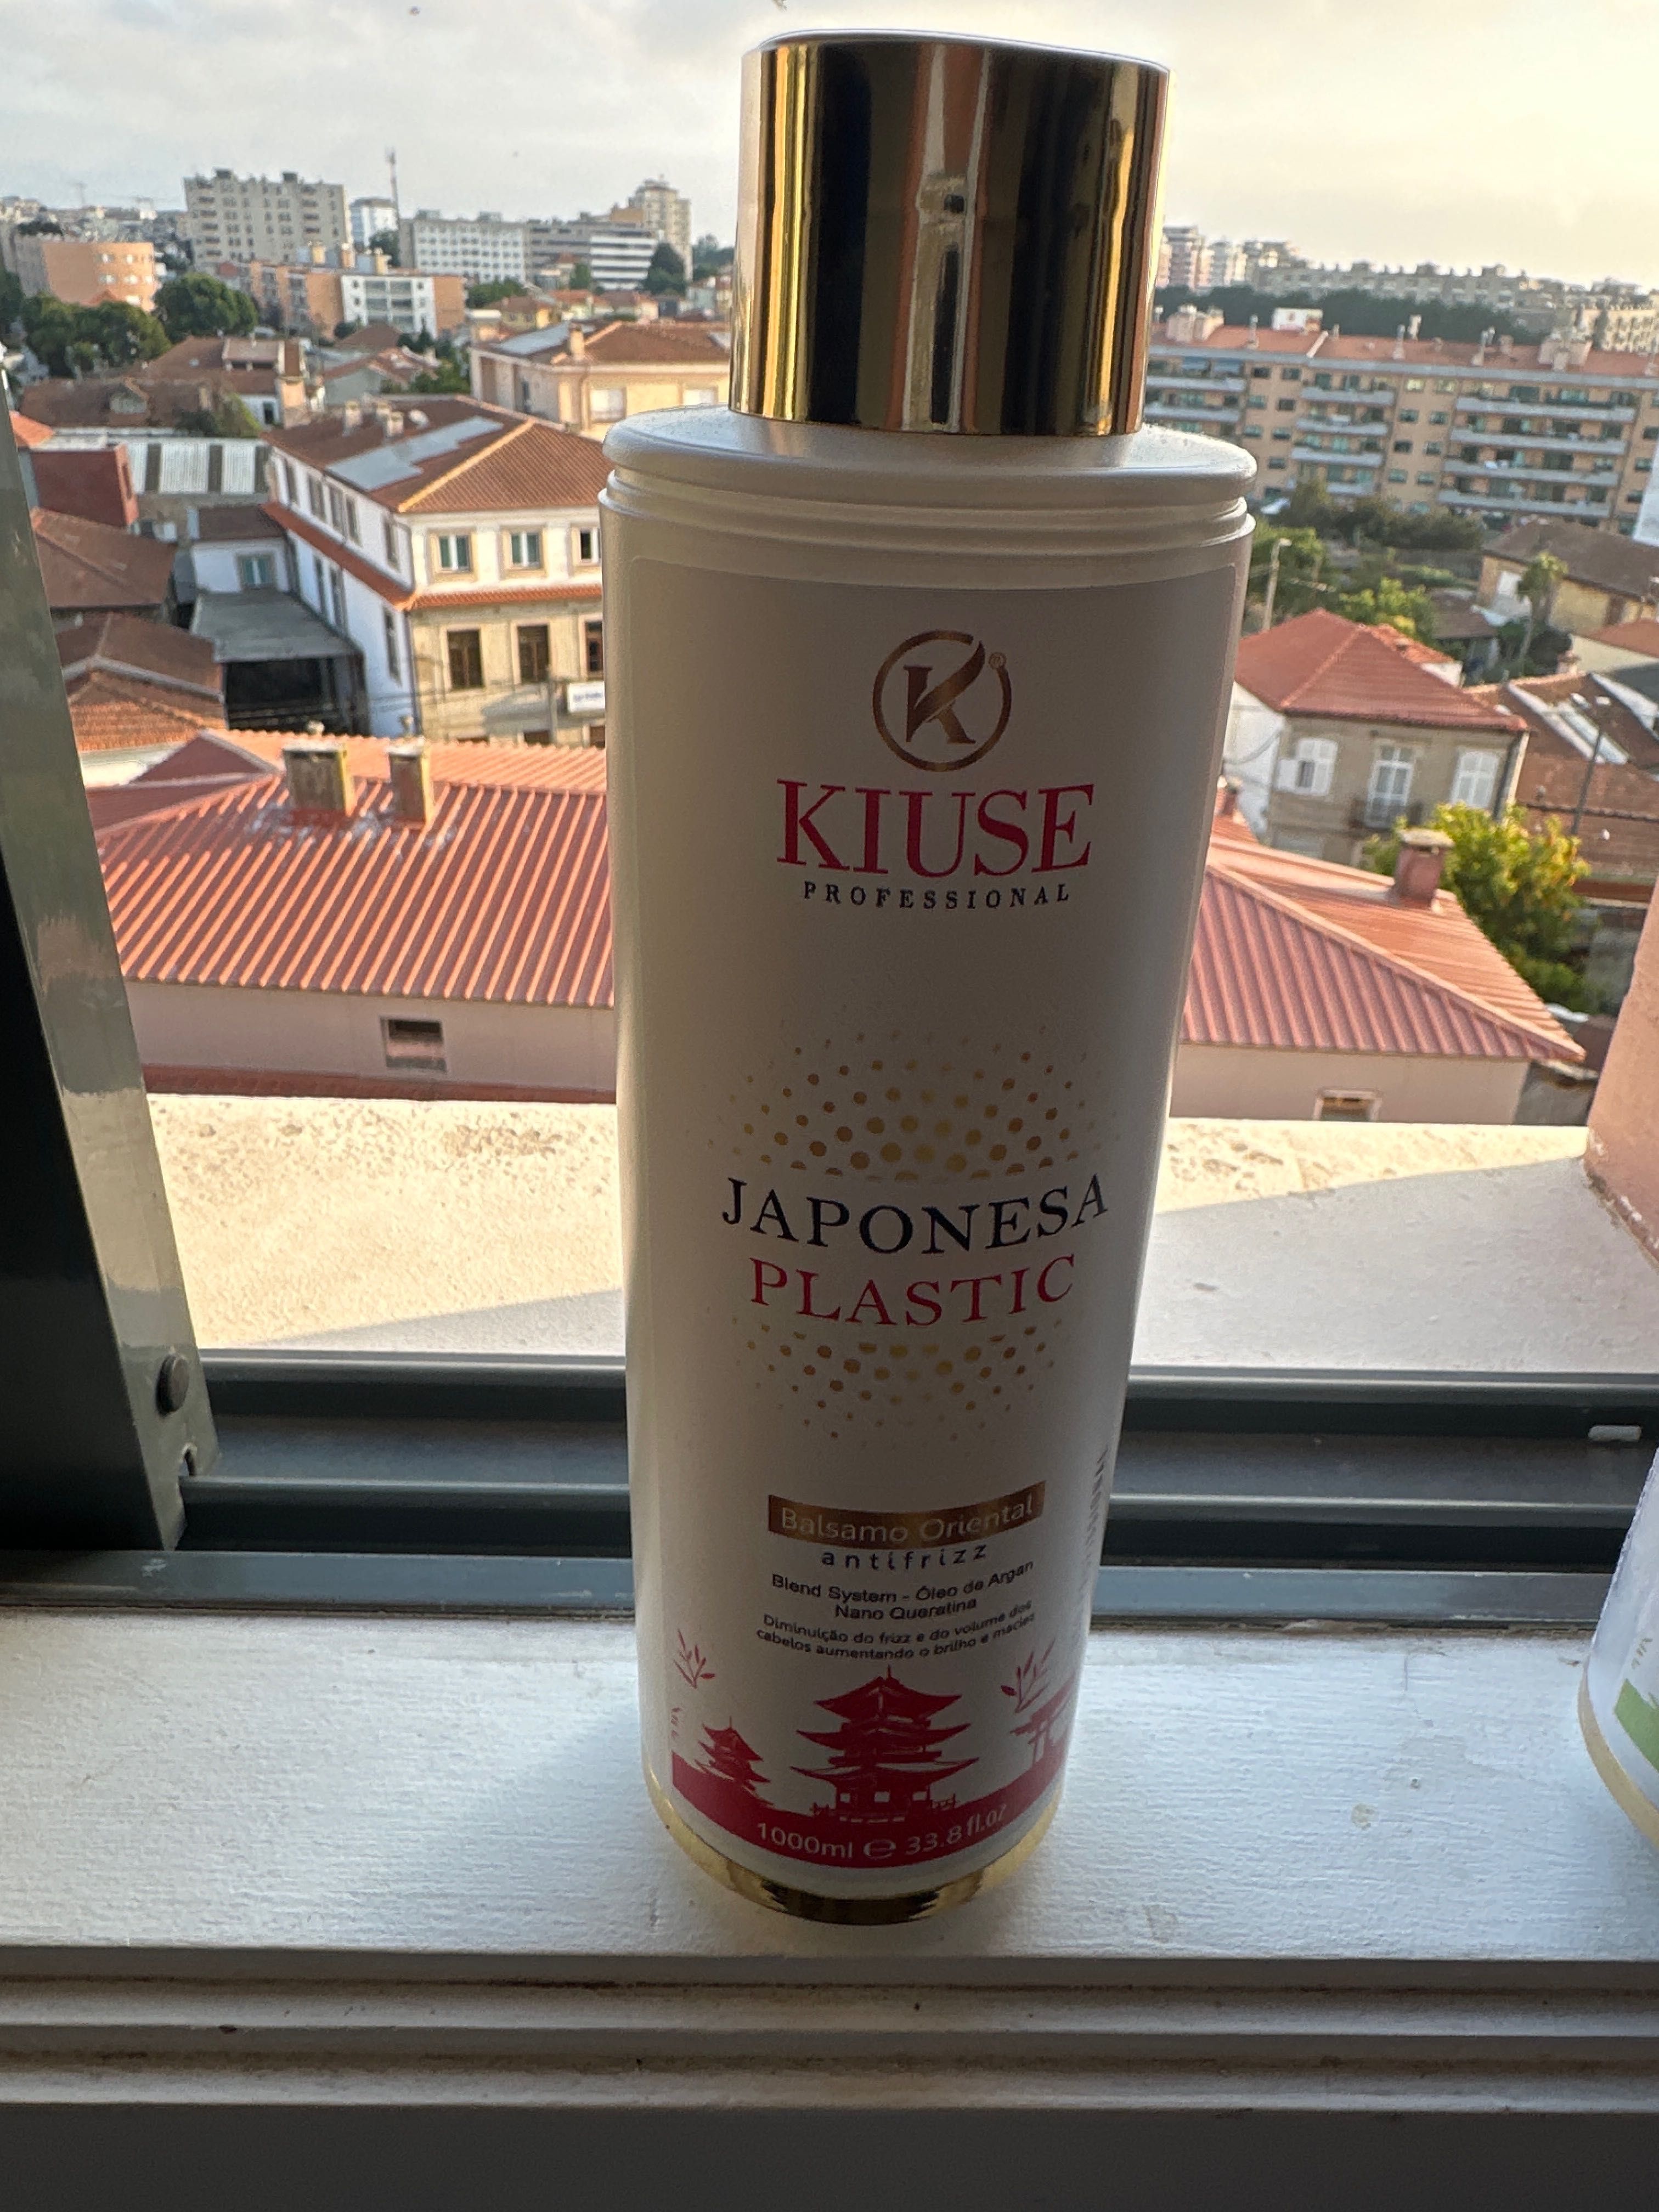 K
®
KIUSE
PROFESSIONAL
JAPONESA
PLASTIC
Balsamo Oriental
antifrizz
Blend System - Óleo de Argan
Nano Queratina
Diminuição do frizz e do volume dos
cabelos aumentando o brilho e maciez
1000ml ℮ 33.8 fl.oz